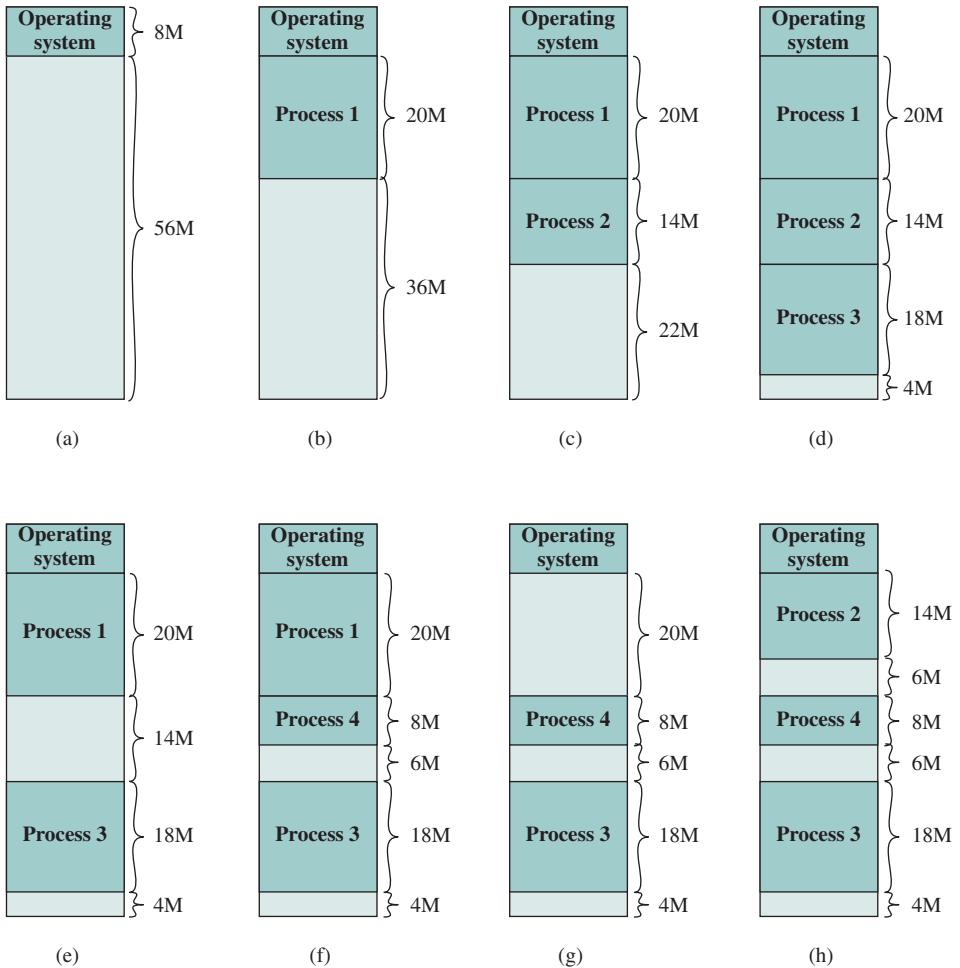 Operating
system
8M
56M
(a)
Operating
system
Process 1
20M
36M
(b)
Operating
system
Process 1
20M
Process 2
14M
22M
(c)
Operating
system
Process 1
20M
Process 2
14M
Process 3
18M
4M
(d)
Operating
system
Process 1
20M
14M
Process 3
18M
4M
(e)
Operating
system
Process 1
20M
Process 4
8M
6M
Process 3
18M
4M
(f)
Operating
system
20M
Process 4
8M
6M
Process 3
18M
4M
(g)
Operating
system
Process 2
14M
6M
Process 4
8M
6M
Process 3
18M
4M
(h)